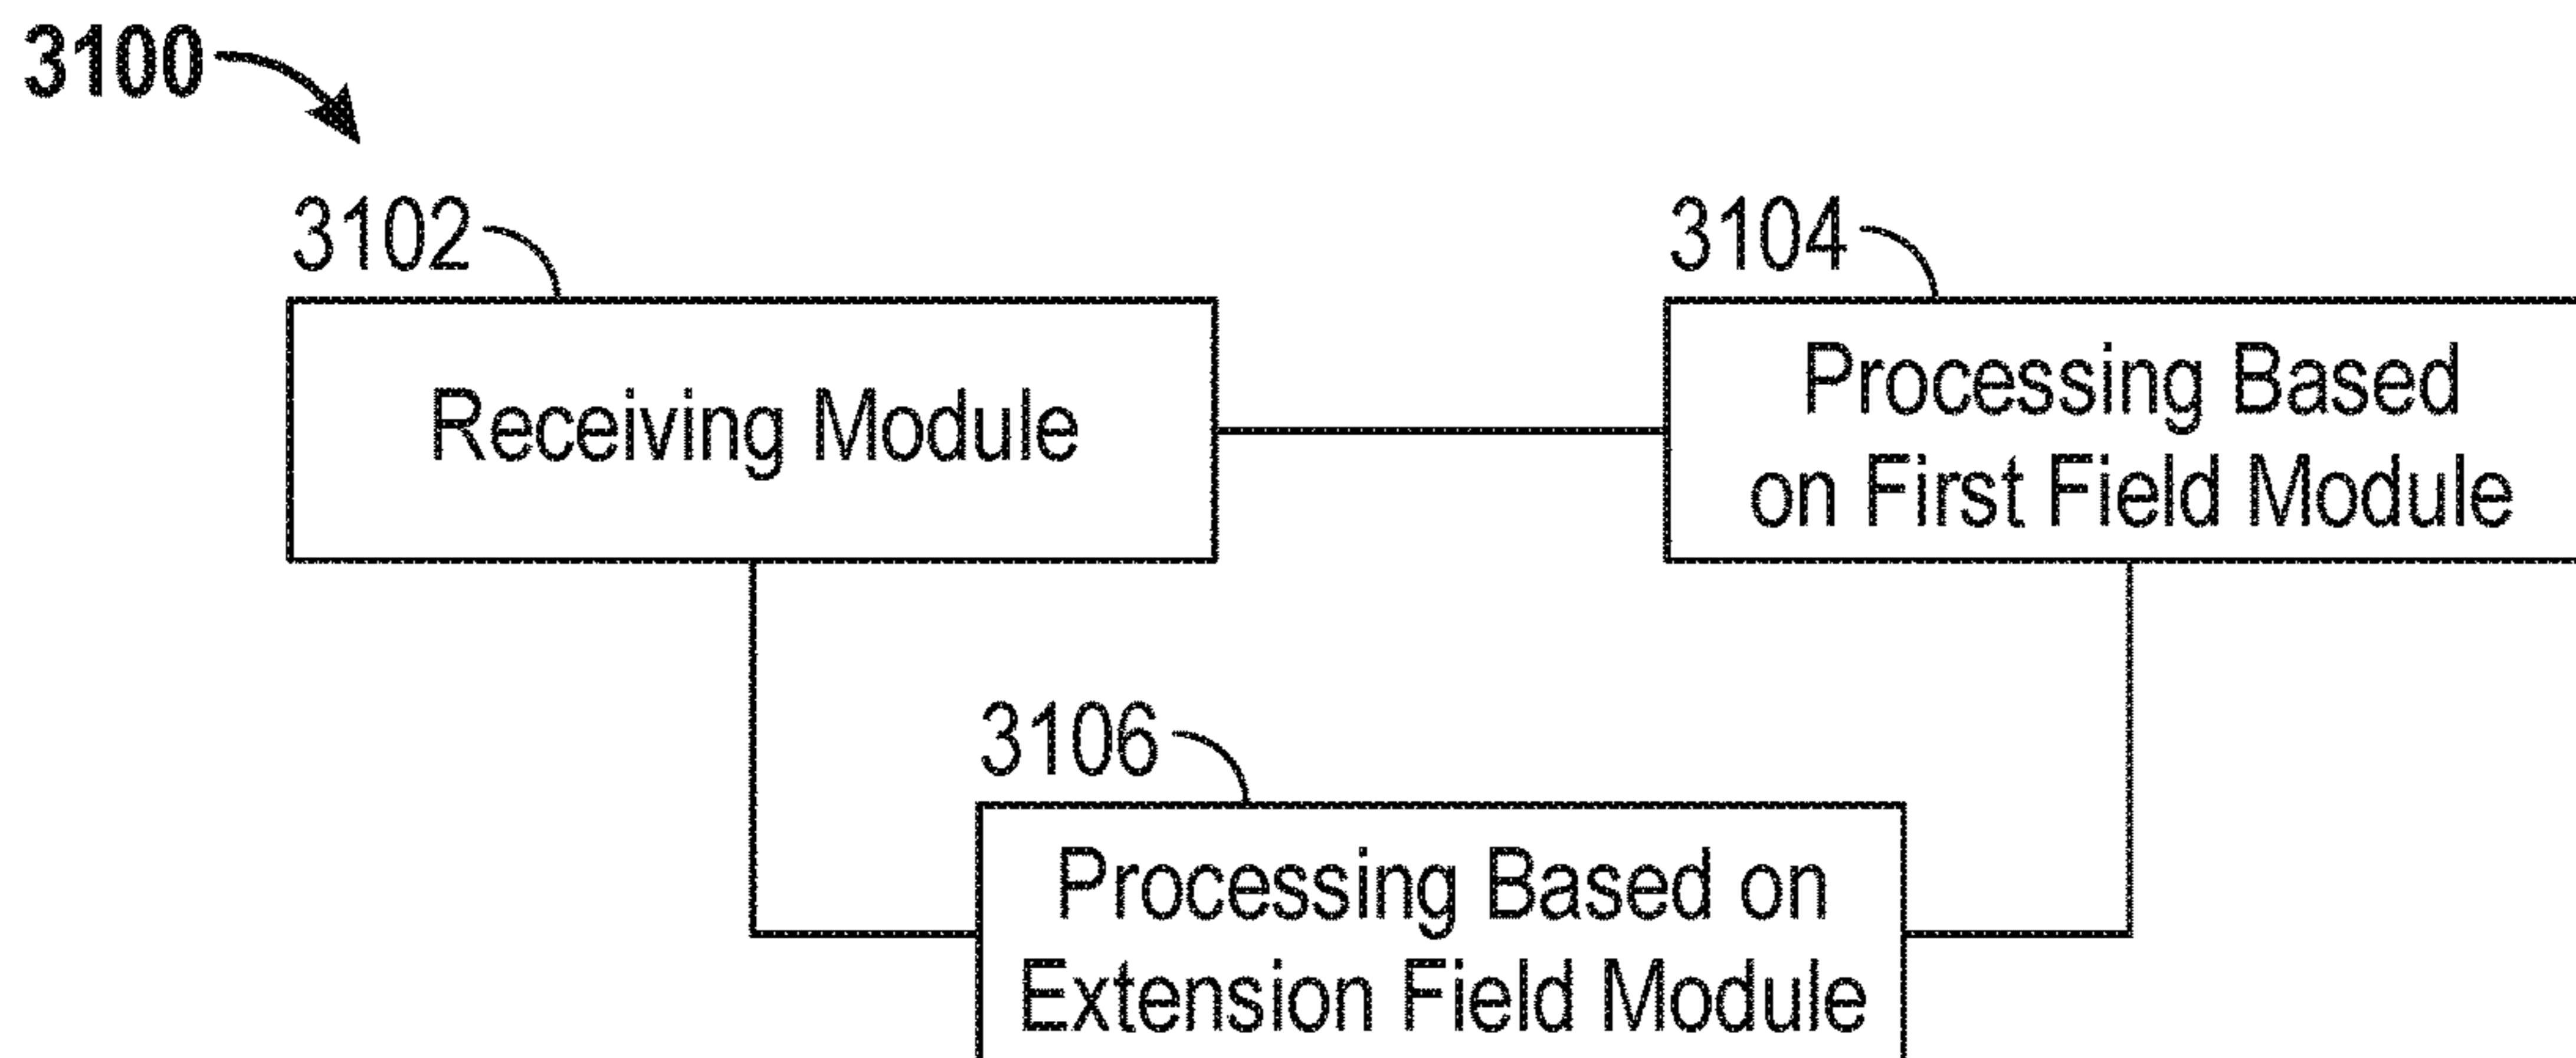 3100
3102
3104
Receiving Module
Processing Based
on First Field Module
3106
Processing Based on
Extension Field Module